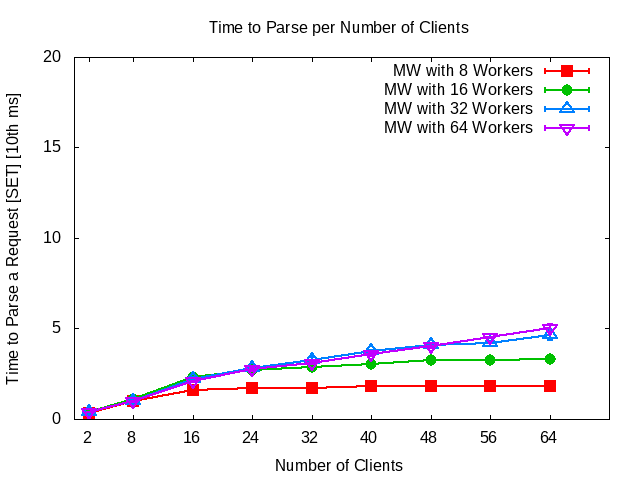 Time to Parse per Number of Clients
Time to Parse a Request [SET] [10th ms]
MW with 8 Workers
MW with 16 Workers
MW with 32 Workers
MW with 64 Workers
20
15
10
5
0
2 8 16 24 32 40 48 56 64
Number of Clients